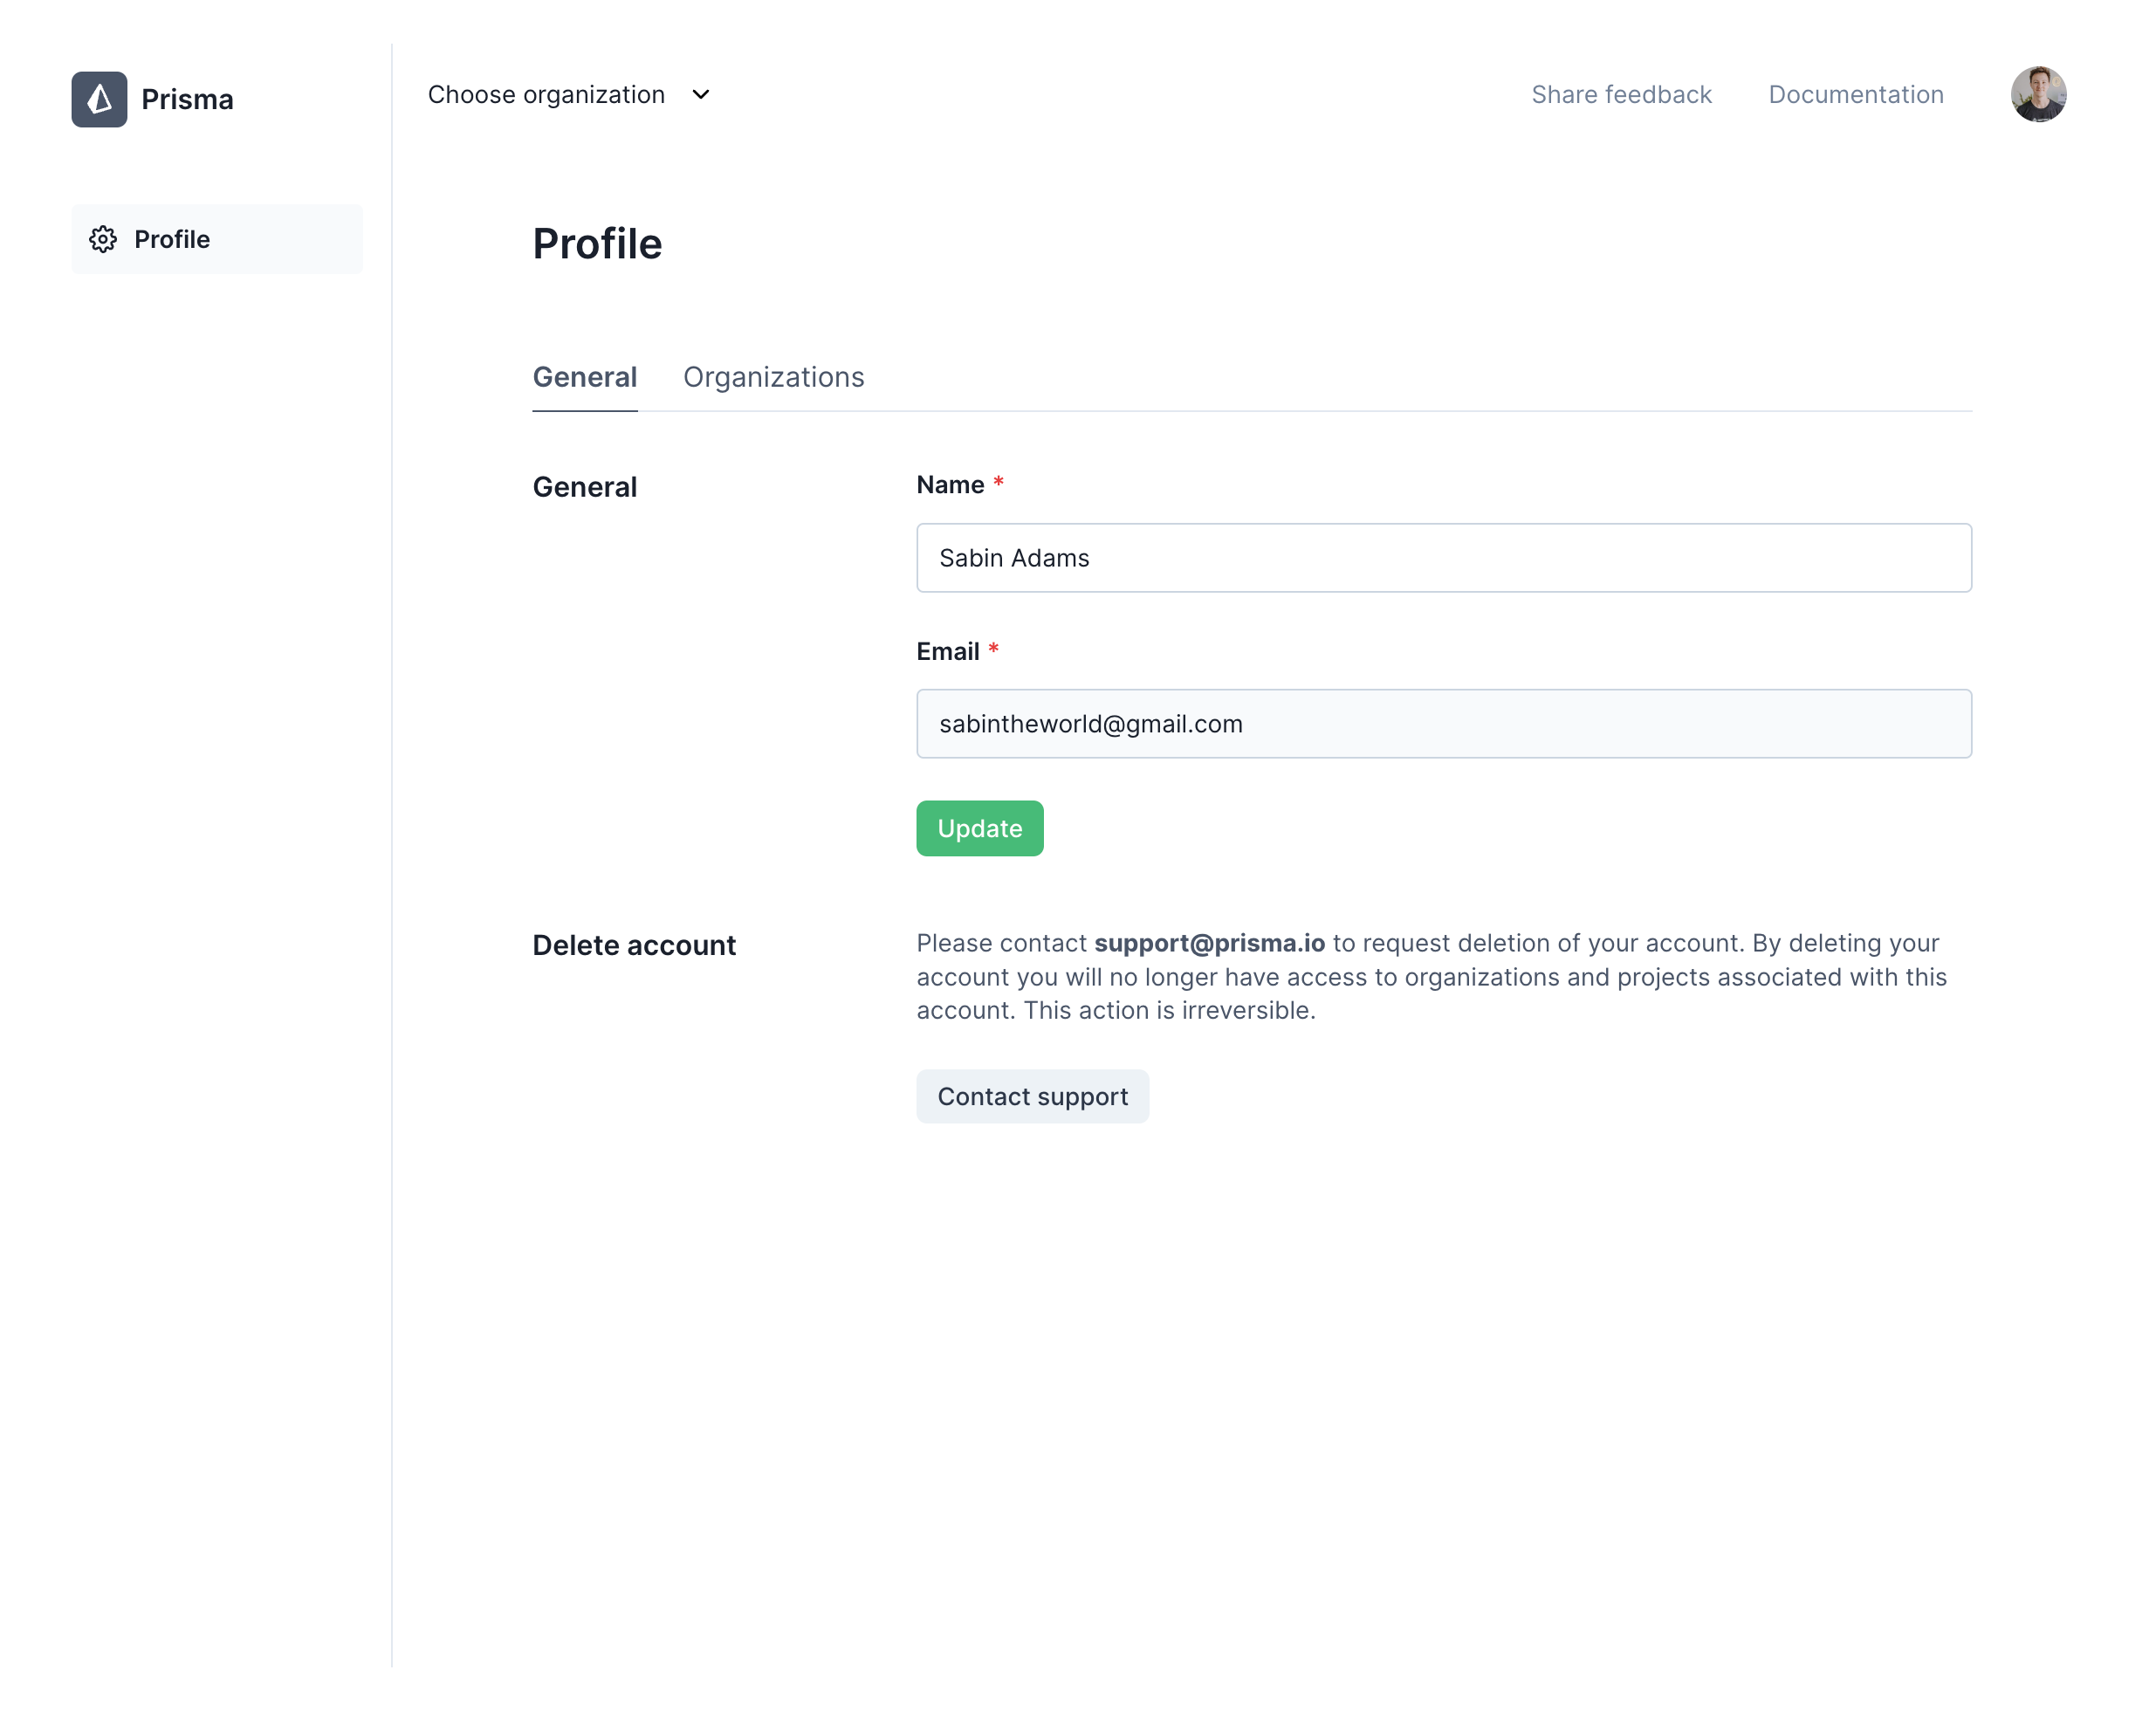 Prisma
Choose organization
Share feedback
Documentation
Profile
Profile
General
Organizations
General
Name *
Sabin Adams
Email *
sabintheworld@gmail.com
Update
Delete account
Please contact support@prisma.io to request deletion of your account. By deleting your
account you will no longer have access to organizations and projects associated with this
account. This action is irreversible.
Contact support